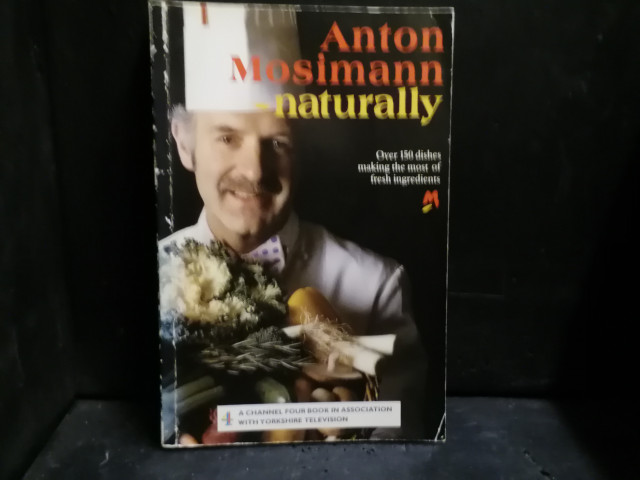 Anton
Mosimann
–naturally
Over 150 dishes
making the most of
fresh ingredients
M
4 A CHANNEL FOUR BOOK IN ASSOCIATION
WITH YORKSHIRE TELEVISION